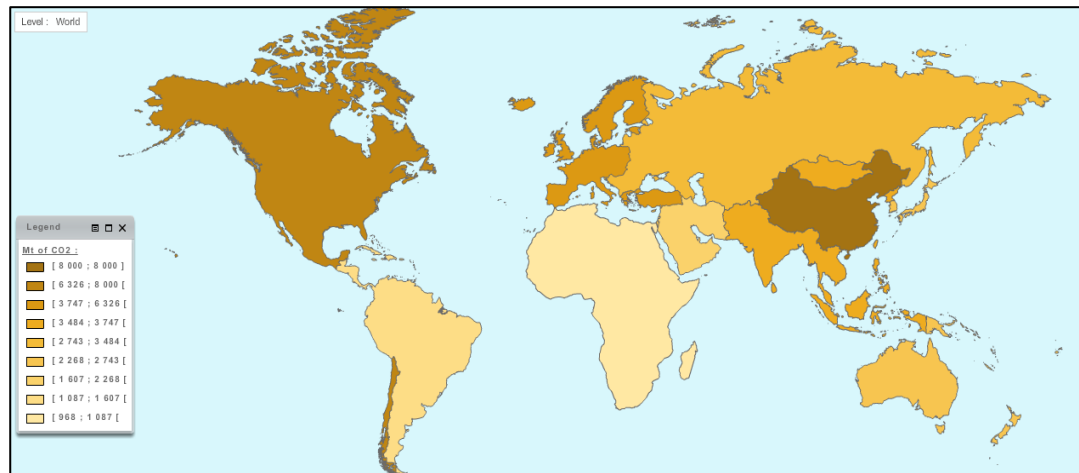 Level : World
Legend
Mt of CO2 :
[ 8 000 ; 8 000 ]
[ 6 326 ; 8 000 [
[ 3 747 ; 6 326 [
[ 3 484 ; 3 747 [
[ 2 743 ; 3 484 [
[ 2 268 ; 2 743 [
[ 1 607 ; 2 268 [
[ 1 087 ; 1 607 [
[ 968 ; 1 087 [